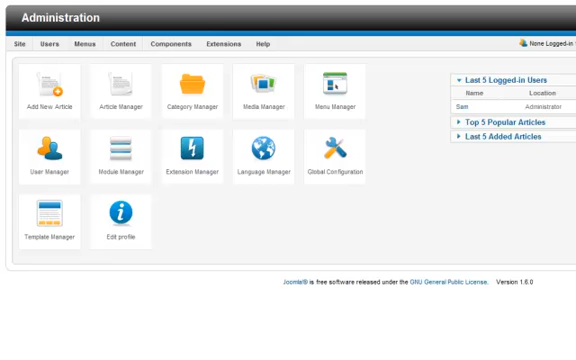 Administration
Site Users Menus Content Components Extensions Help None Logged-in
Add New Article Article Manager Category Manager Media Manager Menu Manager
User Manager Module Manager Extension Manager Language Manager Global Configuration
Template Manager Edit profile
Last 5 Logged-in Users
Name Location
Sam Administrator
Top 5 Popular Articles
Last 5 Added Articles
Joomla!® is free software released under the GNU General Public License. Version 1.6.0